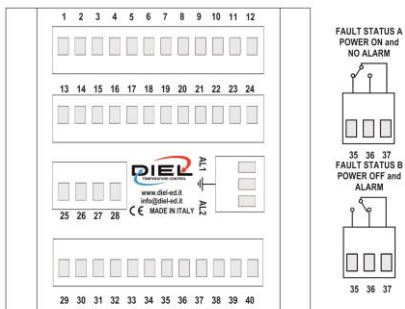 1 2 3 4 5 6 7 8 9 10 11 12
13 14 15 16 17 18 19 20 21 22 23 24
DIEL
TEMPERATURE CONTROL
www.diel-ed.it
info@diel-ed.it
CE MADE IN ITALY
AL1
AL2
25 26 27 28
29 30 31 32 33 34 35 36 37 38 39 40
FAULT STATUS A
POWER ON and
NO ALARM
35 36 37
FAULT STATUS B
POWER OFF and
ALARM
35 36 37